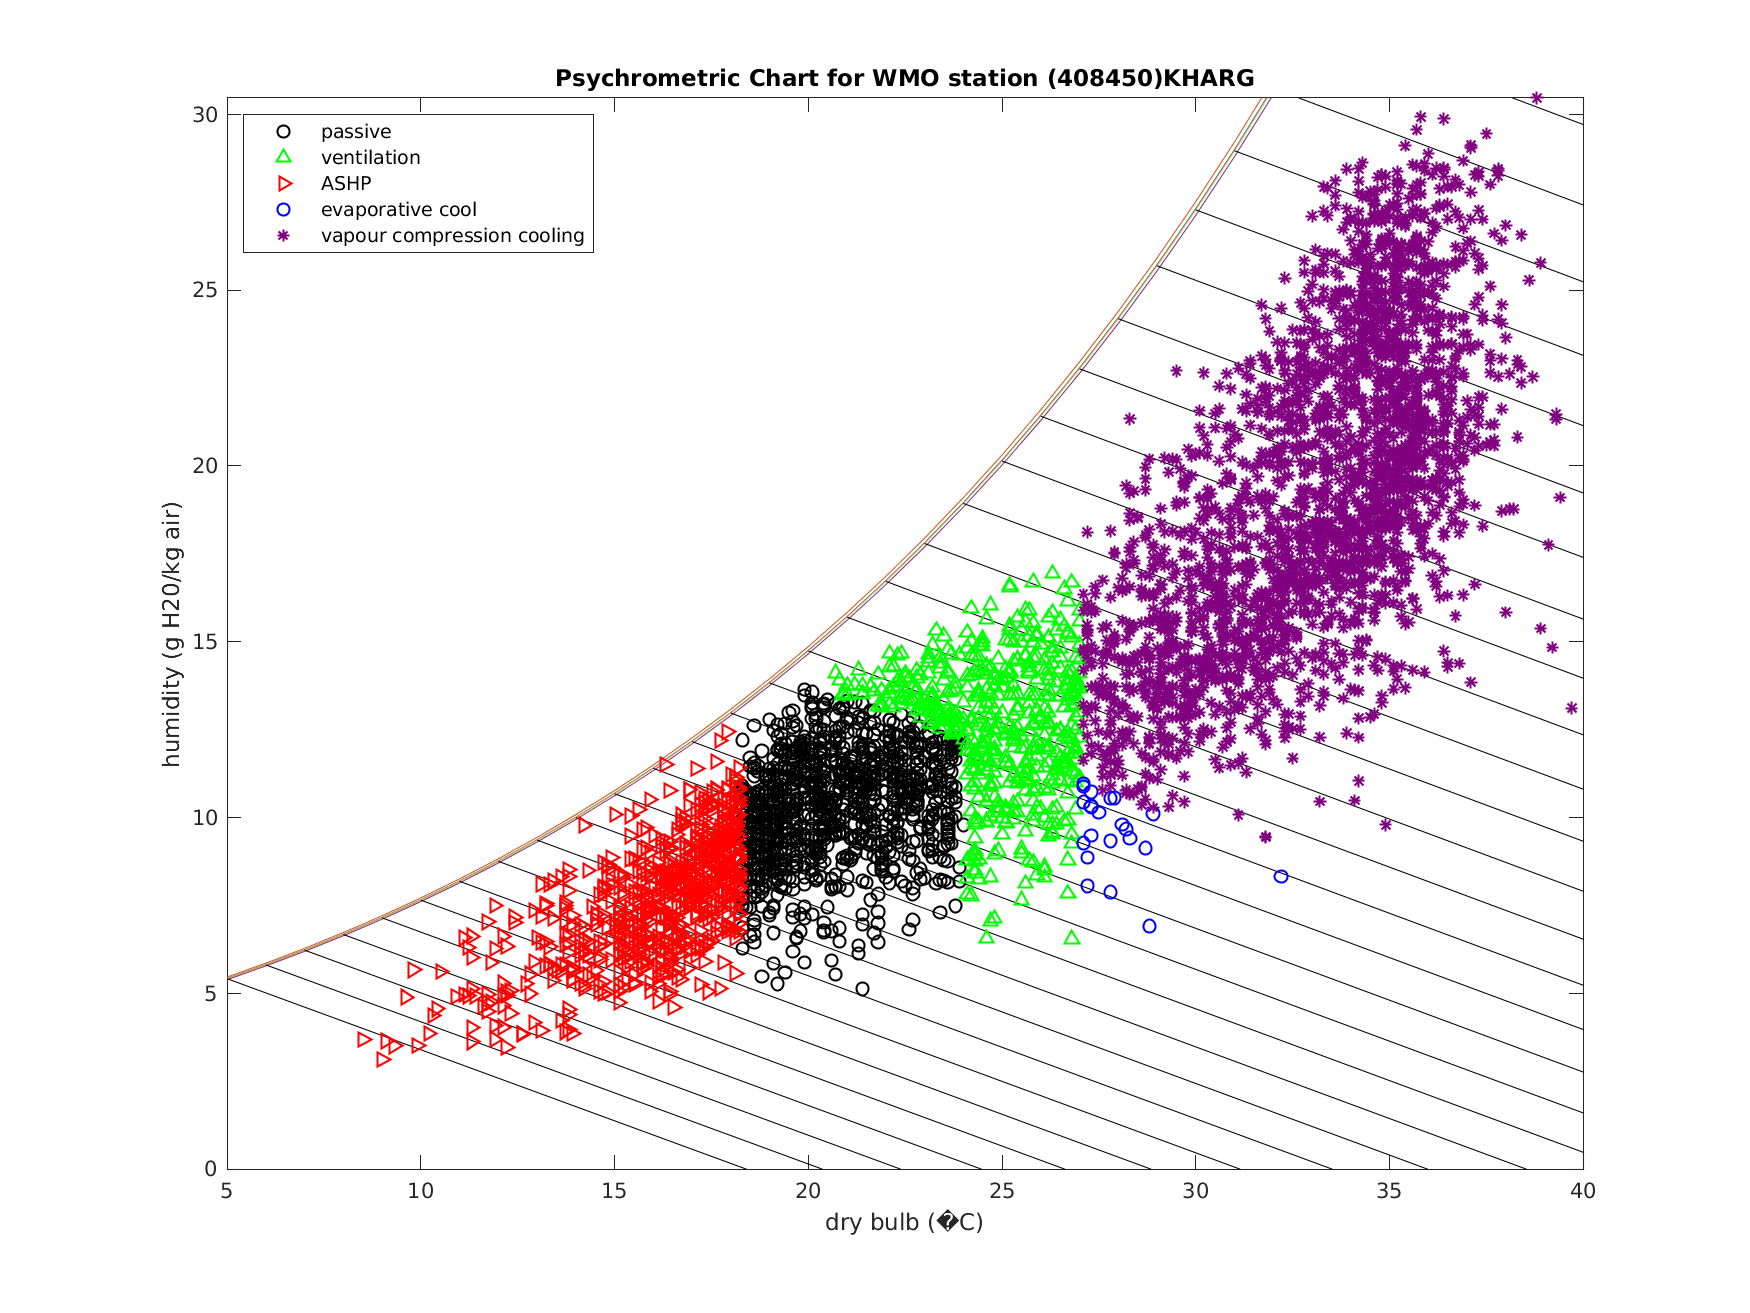 Psychrometric Chart for WMO station (408450)KHARG
passive
ventilation
ASHP
evaporative cool
vapour compression cooling
humidity (g H20/kg air)
30
25
20
15
10
5
0
5 10 15 20 25 30 35 40
dry bulb (�C)